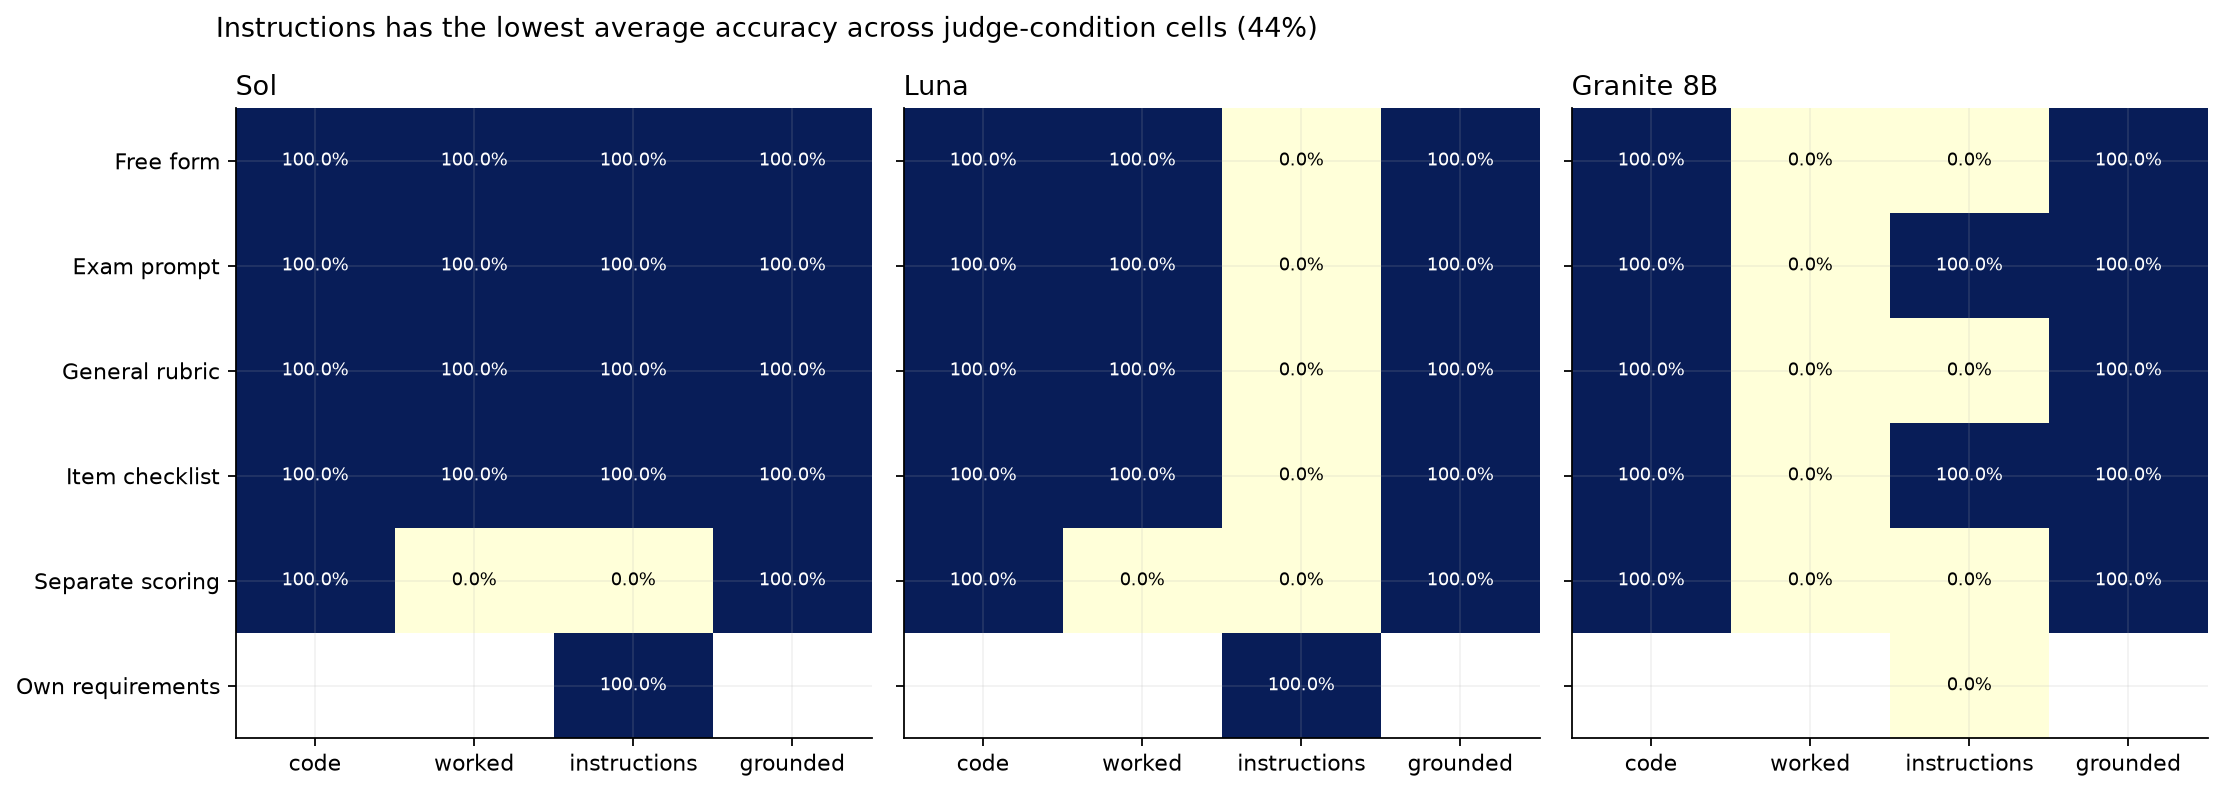 Instructions has the lowest average accuracy across judge-condition cells (44%)
Sol Luna Granite 8B
Free form 100.0% 100.0% 100.0% 100.0% 100.0% 100.0% 0.0% 100.0% 100.0% 0.0% 0.0% 100.0%
Exam prompt 100.0% 100.0% 100.0% 100.0% 100.0% 100.0% 0.0% 100.0% 100.0% 0.0% 100.0% 100.0%
General rubric 100.0% 100.0% 100.0% 100.0% 100.0% 100.0% 0.0% 100.0% 100.0% 0.0% 0.0% 100.0%
Item checklist 100.0% 100.0% 100.0% 100.0% 100.0% 100.0% 0.0% 100.0% 100.0% 0.0% 100.0% 100.0%
Separate scoring 100.0% 0.0% 0.0% 100.0% 100.0% 0.0% 0.0% 100.0% 100.0% 0.0% 0.0% 100.0%
Own requirements 100.0% 100.0% 0.0%
code worked instructions grounded code worked instructions grounded code worked instructions grounded